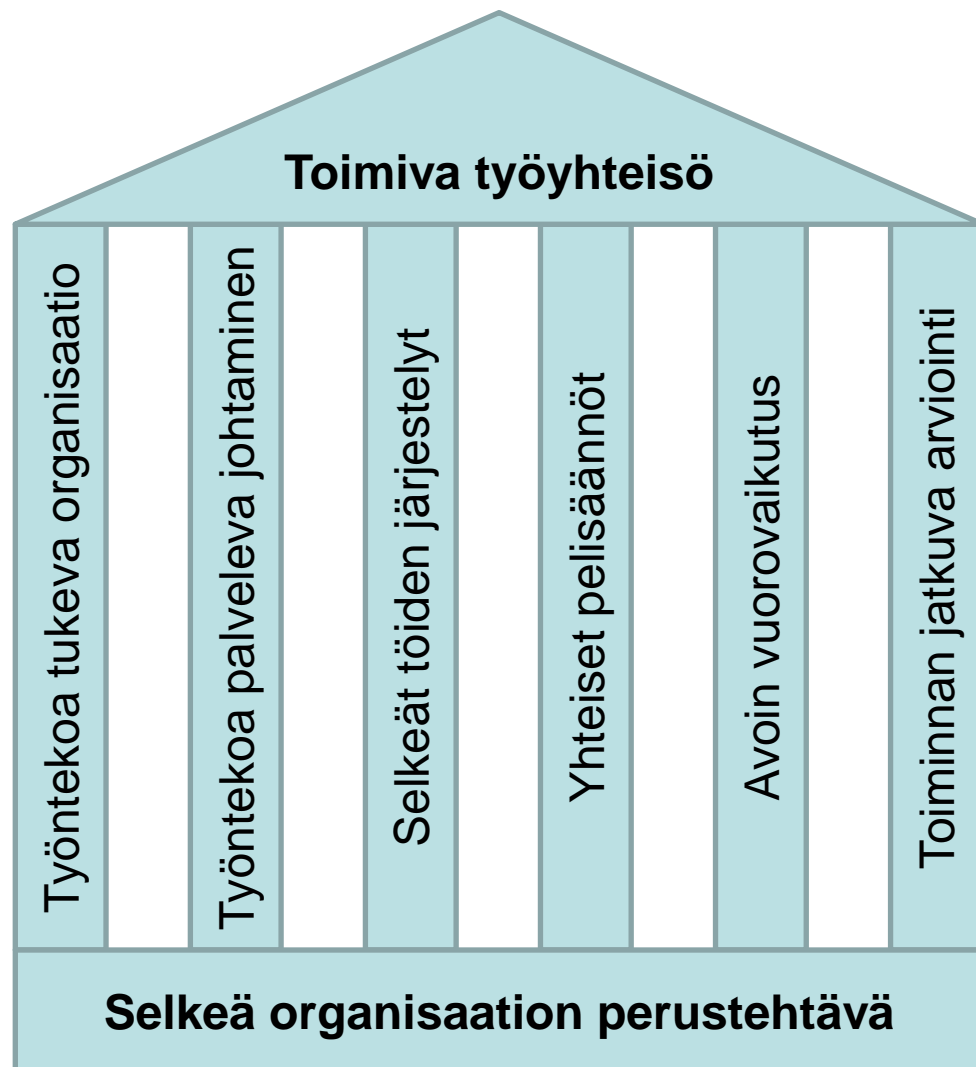 Toimiva työyhteisö
Työntekoa tukeva organisaatio
Työntekoa palveleva johtaminen
Selkeät töiden järjestelyt
Yhteiset pelisäännöt
Avoin vuorovaikutus
Toiminnan jatkuva arviointi
Selkeä organisaation perustehtävä